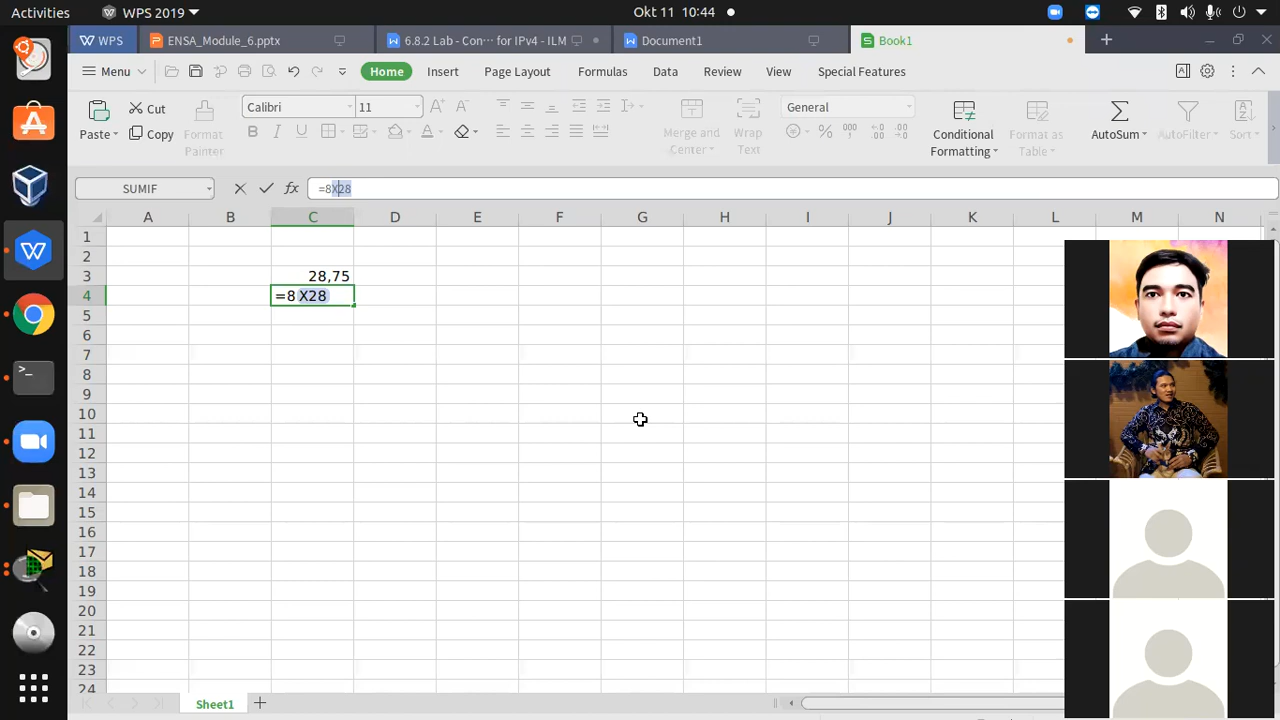 Activities
WPS 2019
Okt 11 10:44
WPS
ENSA_Module_6.pptx
6.8.2 Lab - Con··· for IPv4 - ILM
Document1
Book1
Menu
Home
Insert
Page Layout
Formulas
Data
Review
View
Special Features
Paste
Cut
Copy
Format
Painter
Calibri
11
Merge and
Center
Wrap
Text
General
Conditional
Formatting
Format as
Table
AutoSum
AutoFilter
Sort
SUMIF
fx
=8X28
A B C D E F G H I J K L M N
1
2
3 28,75
4 =8X28
5
6
7
8
9
10
11
12
13
14
15
16
17
18
19
20
21
22
23
24
Sheet1